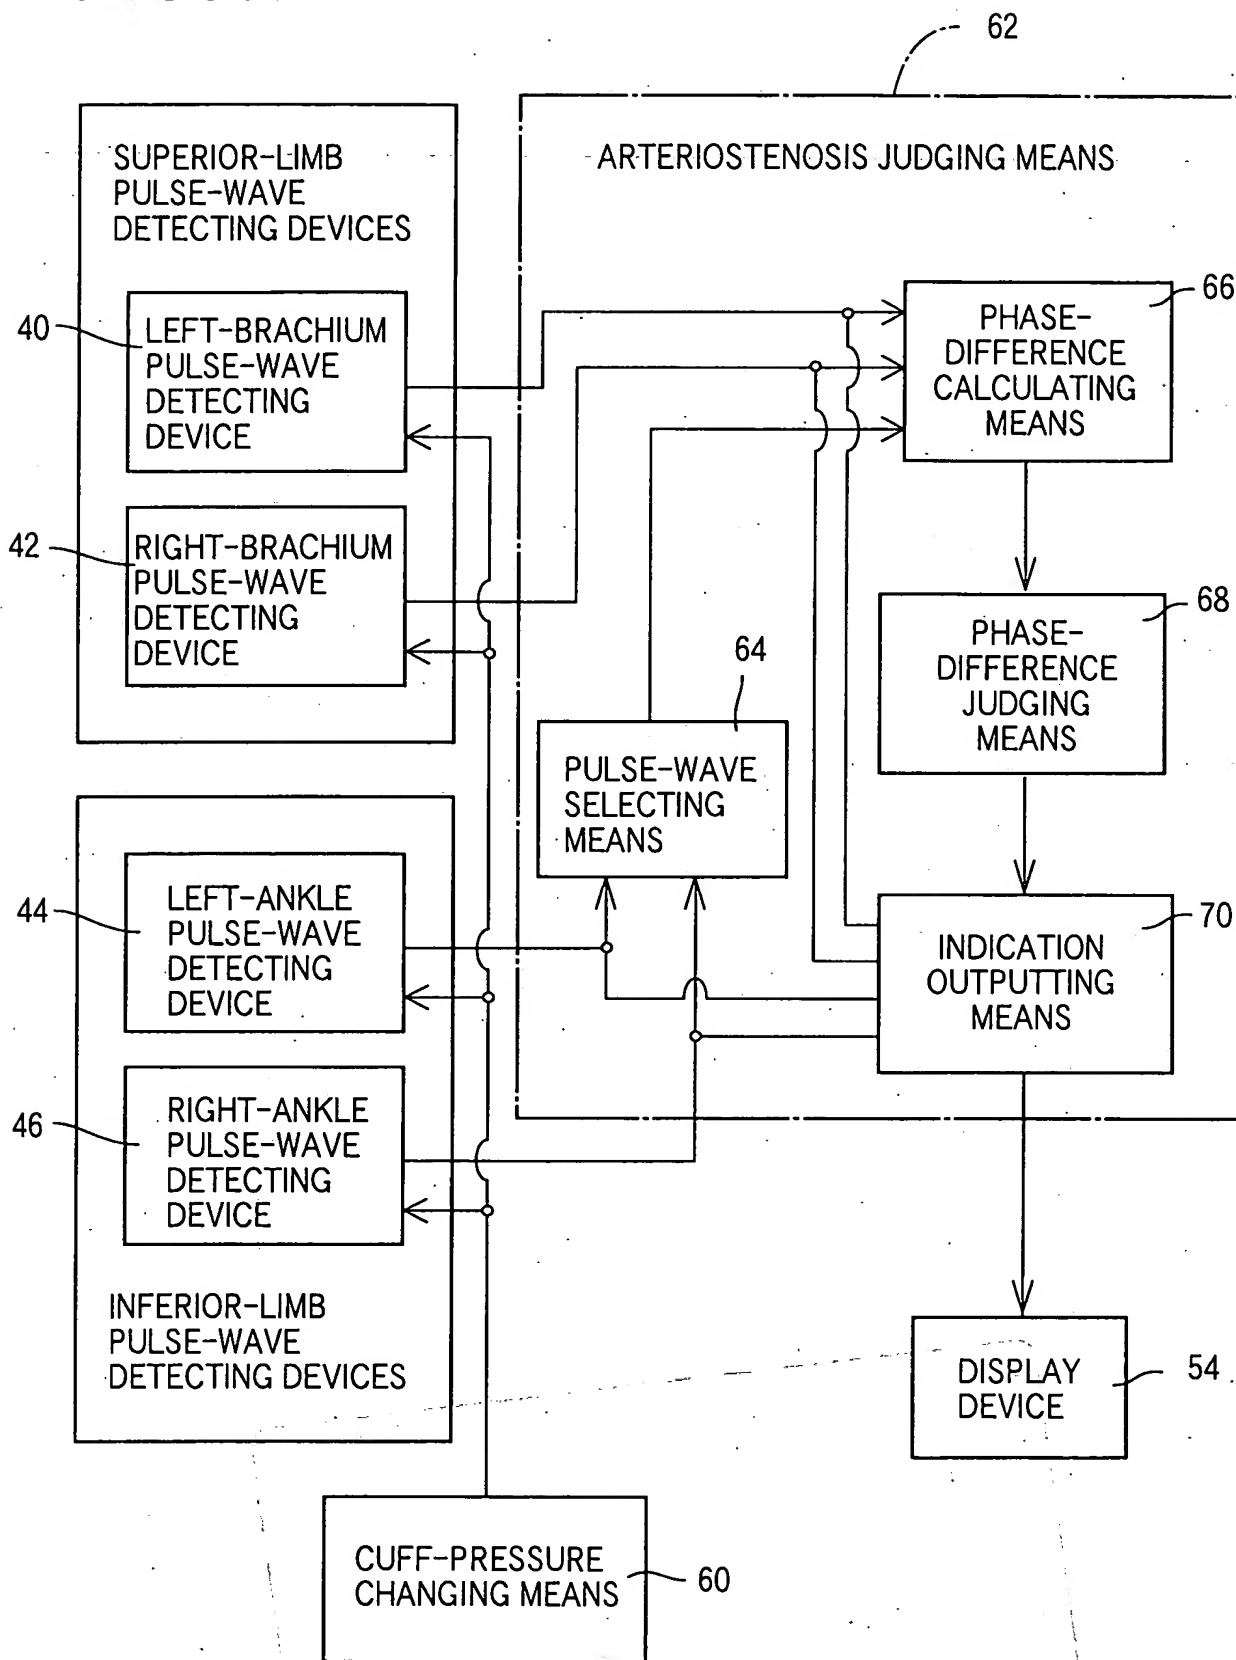 62
SUPERIOR-LIMB
PULSE-WAVE
DETECTING DEVICES
ARTERIOSTENOSIS JUDGING MEANS
40
LEFT-BRACHIUM
PULSE-WAVE
DETECTING
DEVICE
66
PHASE-
DIFFERENCE
CALCULATING
MEANS
42
RIGHT-BRACHIUM
PULSE-WAVE
DETECTING
DEVICE
68
PHASE-
DIFFERENCE
JUDGING
MEANS
64
PULSE-WAVE
SELECTING
MEANS
44
LEFT-ANKLE
PULSE-WAVE
DETECTING
DEVICE
70
INDICATION
OUTPUTTING
MEANS
46
RIGHT-ANKLE
PULSE-WAVE
DETECTING
DEVICE
INFERIOR-LIMB
PULSE-WAVE
DETECTING DEVICES
54
DISPLAY
DEVICE
CUFF-PRESSURE
CHANGING MEANS
60